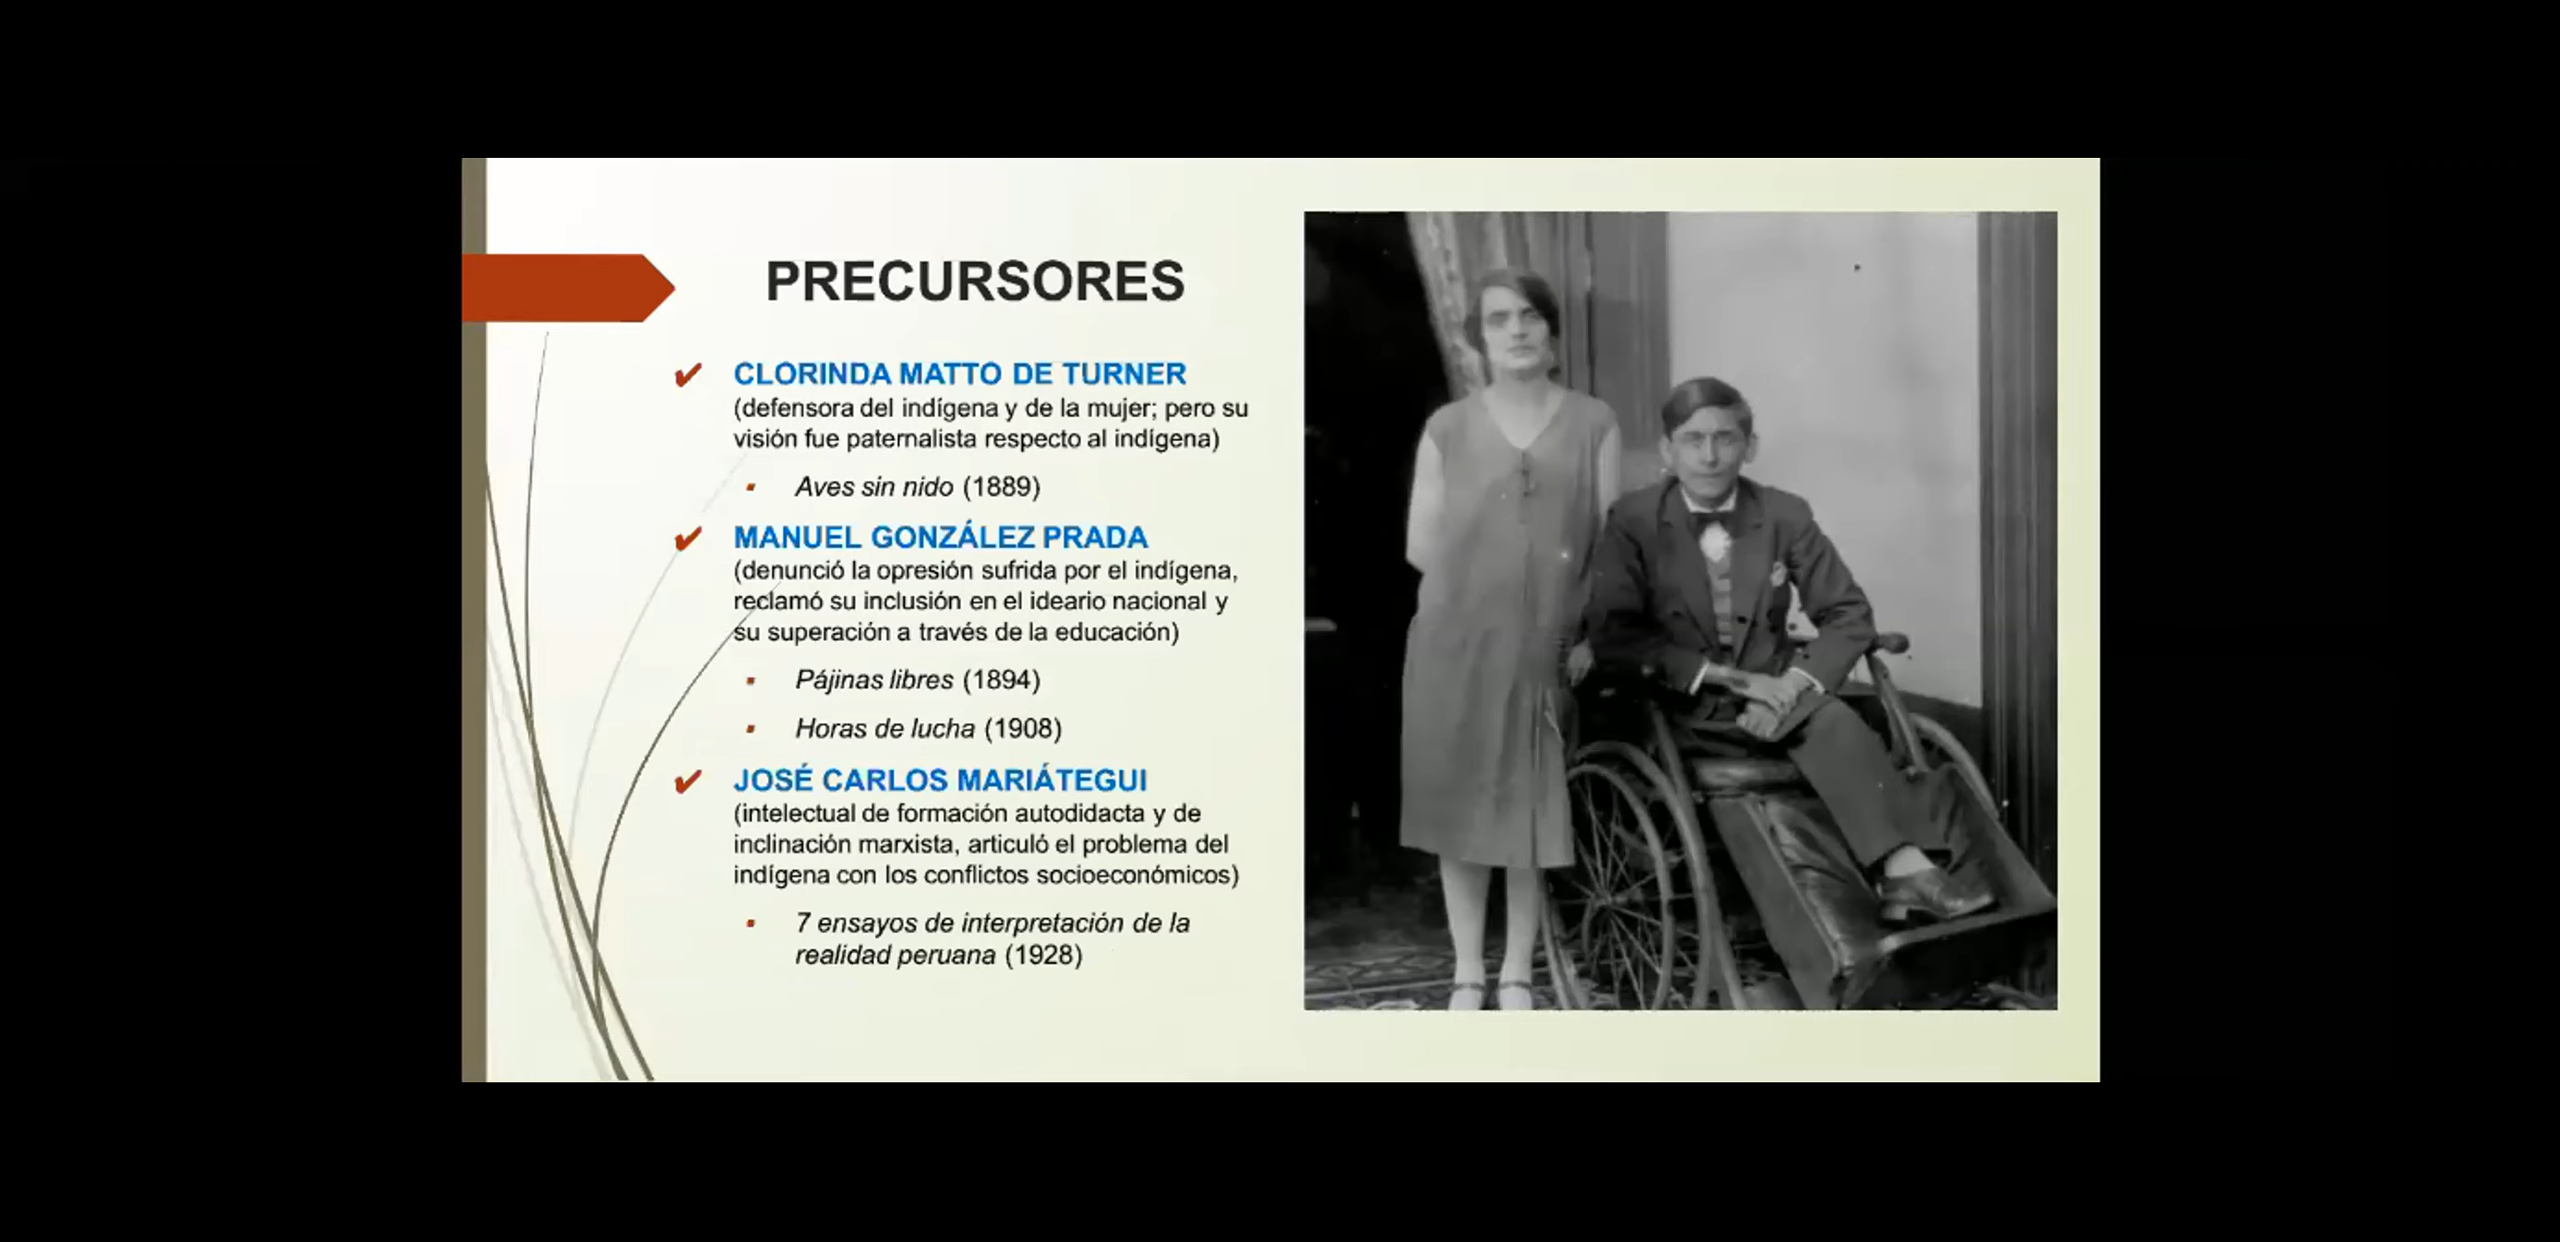 PRECURSORES
CLORINDA MATTO DE TURNER
(defensora del indígena y de la mujer; pero su
visión fue paternalista respecto al indígena)
Aves sin nido (1889)
MANUEL GONZÁLEZ PRADA
(denunció la opresión sufrida por el indígena,
reclamó su inclusión en el ideario nacional y
su superación a través de la educación)
Pájinas libres (1894)
Horas de lucha (1908)
JOSÉ CARLOS MARIÁTEGUI
(intelectual de formación autodidacta y de
inclinación marxista, articuló el problema del
indígena con los conflictos socioeconómicos)
7 ensayos de interpretación de la
realidad peruana (1928)